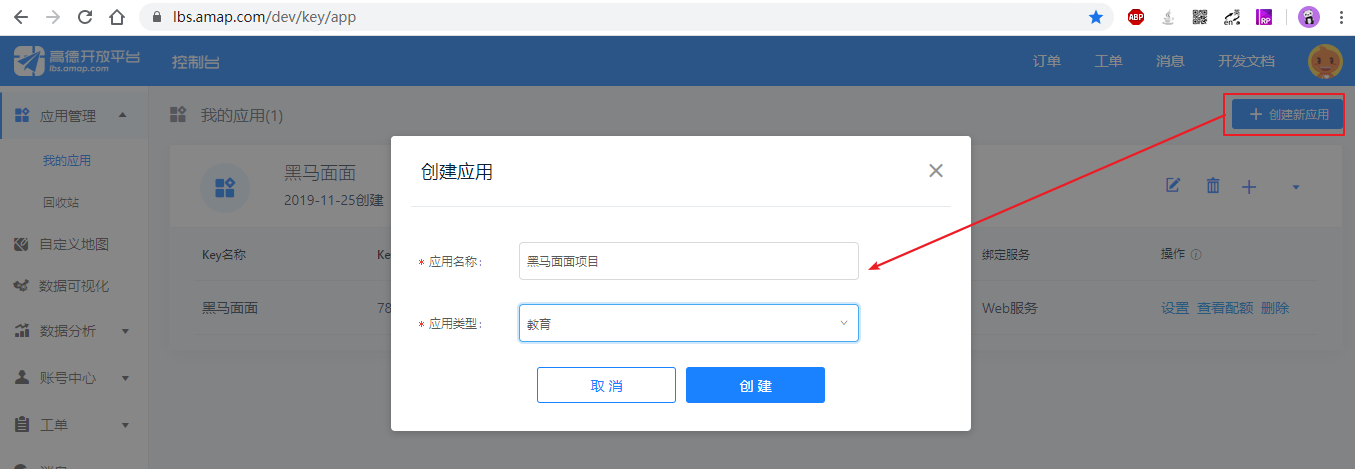 lbs.amap.com/dev/key/app
ABP
en
RP
高德开放平台
lbs.amap.com
控制台
订单
工单
消息
开发文档
应用管理
我的应用(1)
创建新应用
我的应用
回收站
自定义地图
数据可视化
数据分析
账号中心
工单
黑马面面
2019-11-25创建
Key名称
Ke
绑定服务
操作
黑马面面
78
Web服务
设置 查看配额 删除
创建应用
* 应用名称:
黑马面面项目
* 应用类型:
教育
取 消
创 建